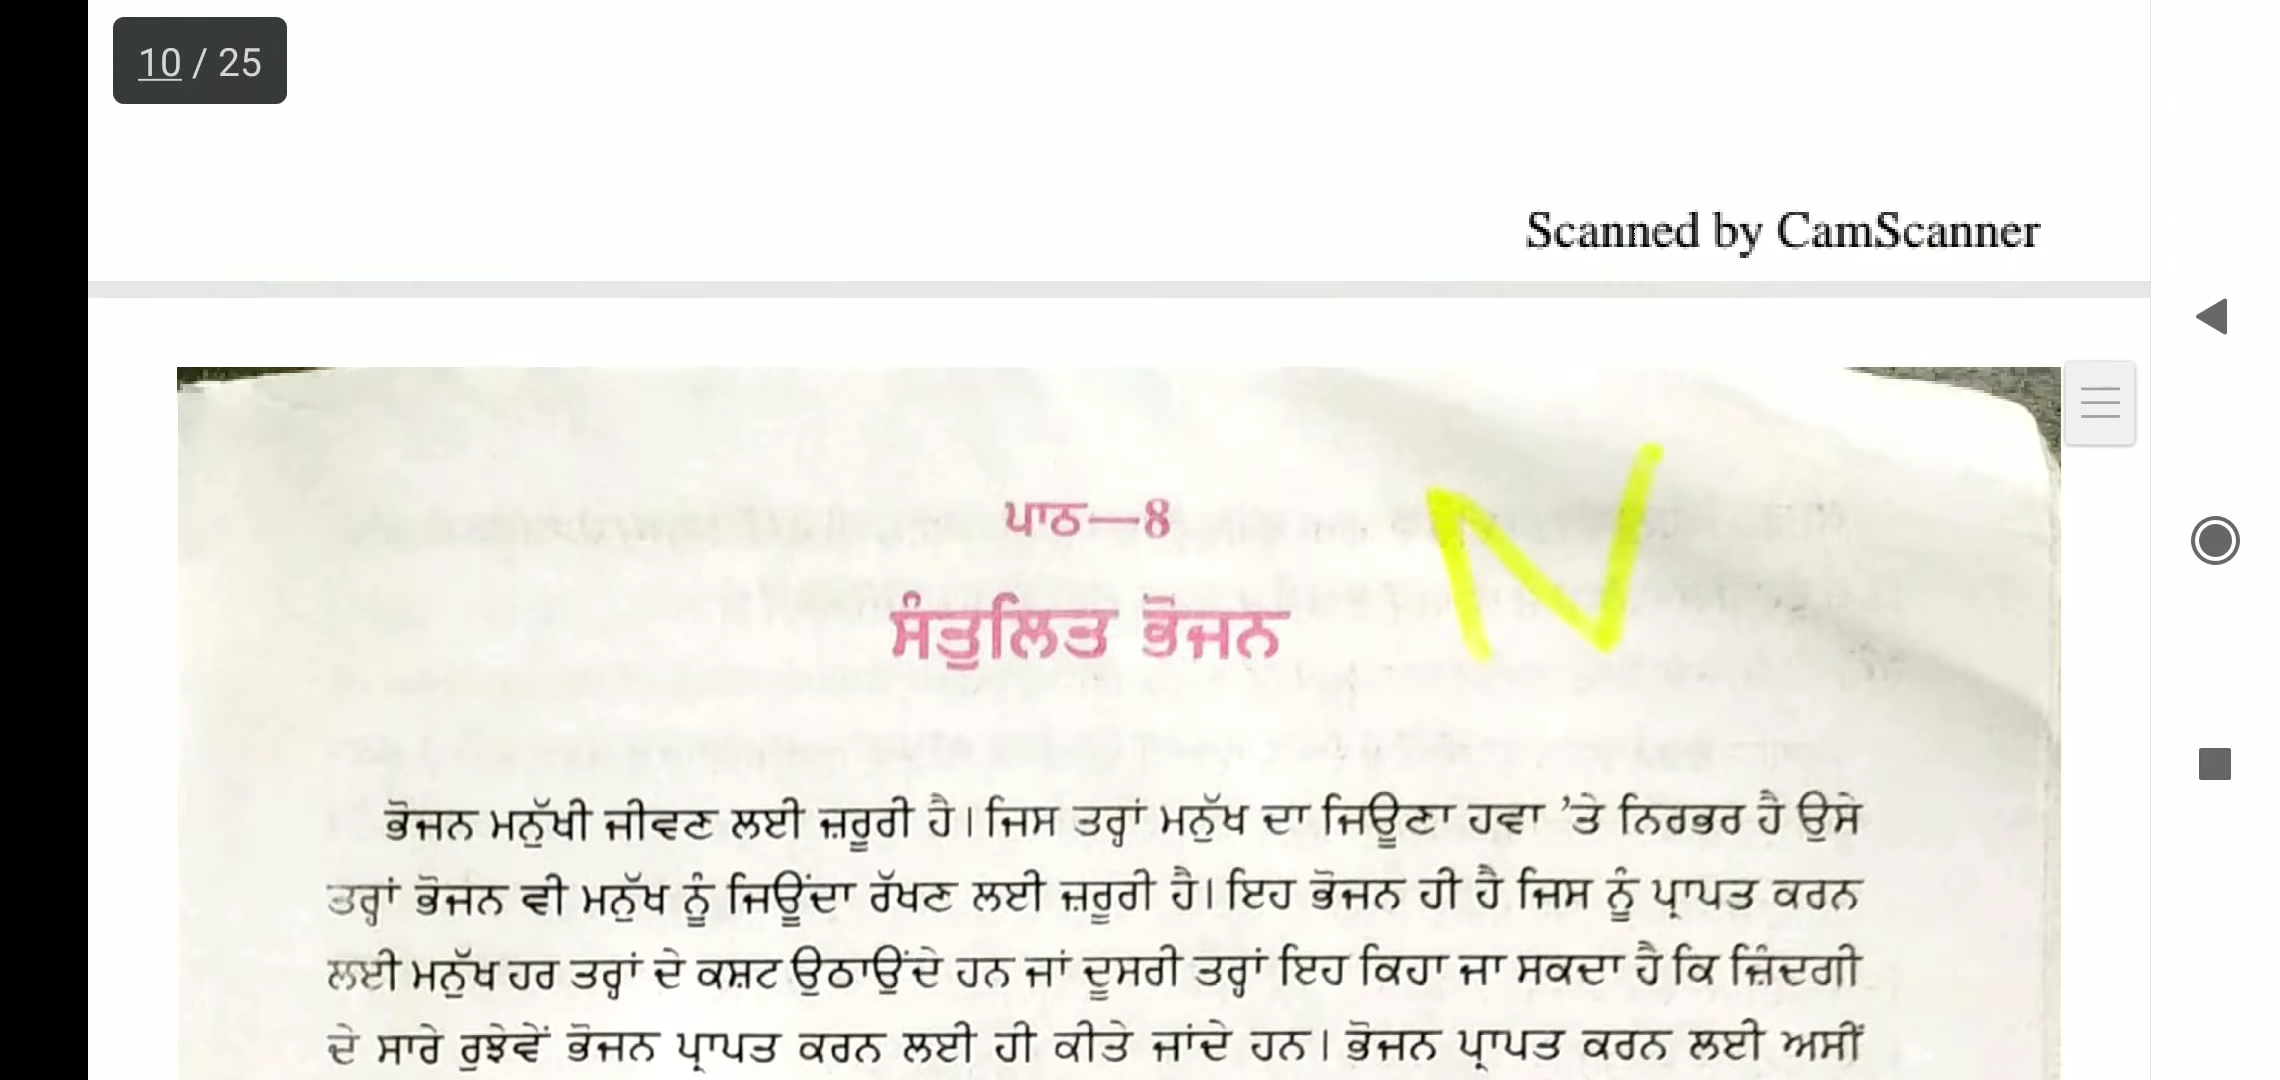 10 / 25
Scanned by CamScanner
N
ਪਾਠ—8
ਸੰਤੁਲਿਤ ਭੋਜਨ
ਭੋਜਨ ਮਨੁੱਖੀ ਜੀਵਣ ਲਈ ਜ਼ਰੂਰੀ ਹੈ। ਜਿਸ ਤਰ੍ਹਾਂ ਮਨੁੱਖ ਦਾ ਜਿਊਣਾ ਹਵਾ ’ਤੇ ਨਿਰਭਰ ਹੈ ਉਸੇ
ਤਰ੍ਹਾਂ ਭੋਜਨ ਵੀ ਮਨੁੱਖ ਨੂੰ ਜਿਊਂਦਾ ਰੱਖਣ ਲਈ ਜ਼ਰੂਰੀ ਹੈ। ਇਹ ਭੋਜਨ ਹੀ ਹੈ ਜਿਸ ਨੂੰ ਪ੍ਰਾਪਤ ਕਰਨ
ਲਈ ਮਨੁੱਖ ਹਰ ਤਰ੍ਹਾਂ ਦੇ ਕਸ਼ਟ ਉਠਾਉਂਦੇ ਹਨ ਜਾਂ ਦੂਸਰੀ ਤਰ੍ਹਾਂ ਇਹ ਕਿਹਾ ਜਾ ਸਕਦਾ ਹੈ ਕਿ ਜ਼ਿੰਦਗੀ
ਦੇ ਸਾਰੇ ਰੁਝੇਵੇਂ ਭੋਜਨ ਪ੍ਰਾਪਤ ਕਰਨ ਲਈ ਹੀ ਕੀਤੇ ਜਾਂਦੇ ਹਨ। ਭੋਜਨ ਪ੍ਰਾਪਤ ਕਰਨ ਲਈ ਅਸੀਂ